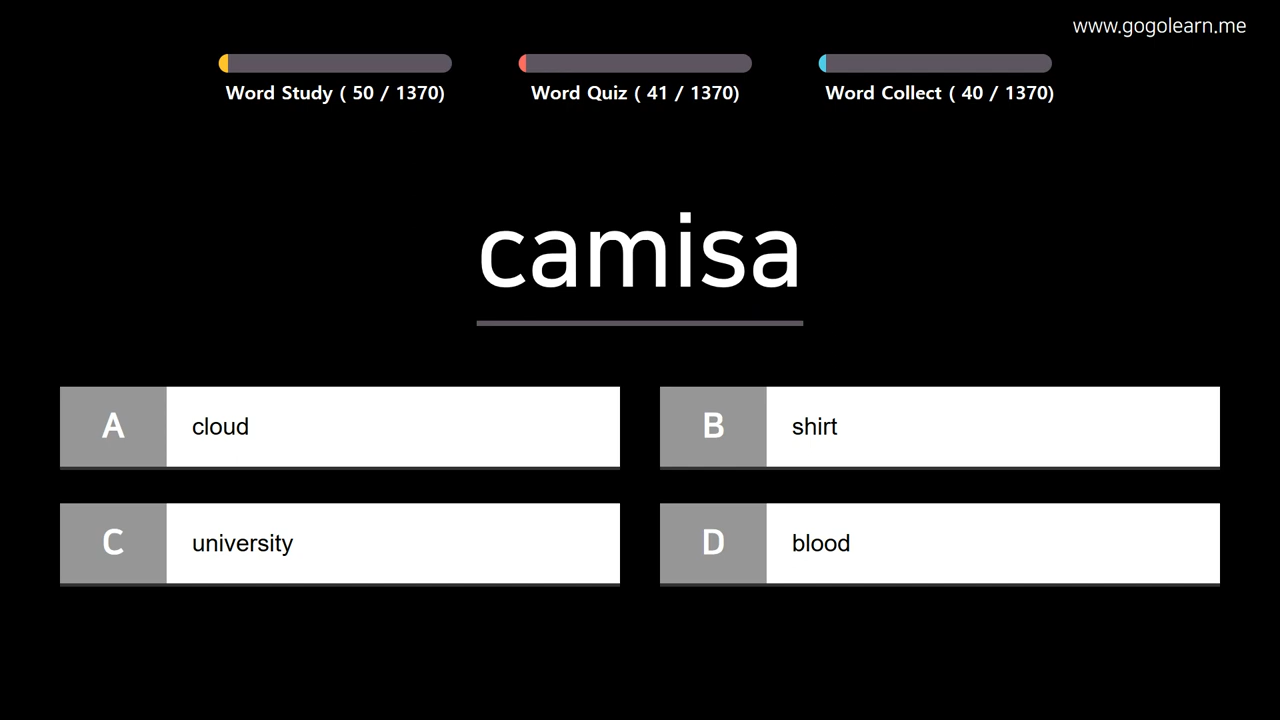 www.gogolearn.me
Word Study ( 50 / 1370)
Word Quiz ( 41 / 1370)
Word Collect ( 40 / 1370)
camisa
A cloud
B shirt
C university
D blood